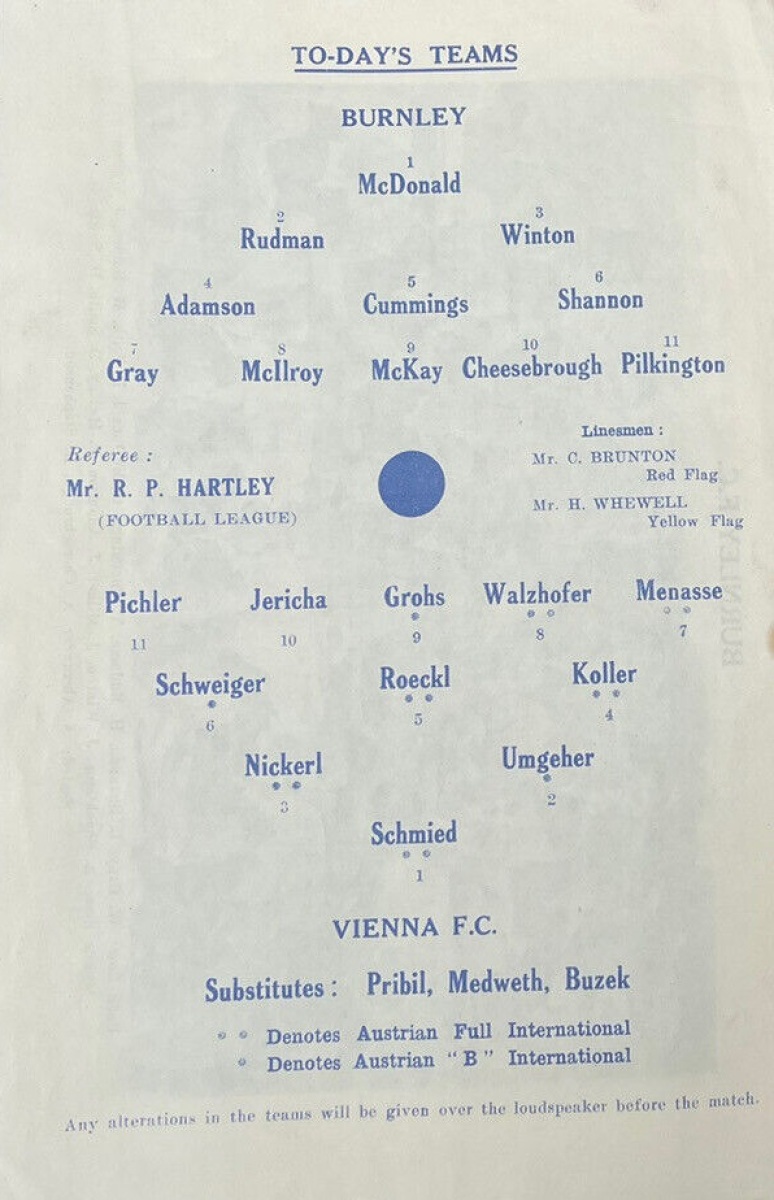 TO-DAY'S TEAMS
BURNLEY
1
McDonald
2 3
Rudman Winton
4 5 6
Adamson Cummings Shannon
7 8 9 10 11
Gray McIlroy McKay Cheesebrough Pilkington
Referee :
Mr. R. P. HARTLEY
(FOOTBALL LEAGUE)
Linesmen :
Mr. C. BRUNTON
Red Flag
Mr. H. WHEWELL
Yellow Flag
Pichler Jericha Grohs Walzhofer Menasse
11 10 9 8 7
Schweiger Roeckl Koller
6 5 4
Nickerl Umgeher
3 2
Schmied
1
VIENNA F.C.
Substitutes : Pribil, Medweth, Buzek
Denotes Austrian Full International
Denotes Austrian "B" International
Any alterations in the teams will be given over the loudspeaker before the match.